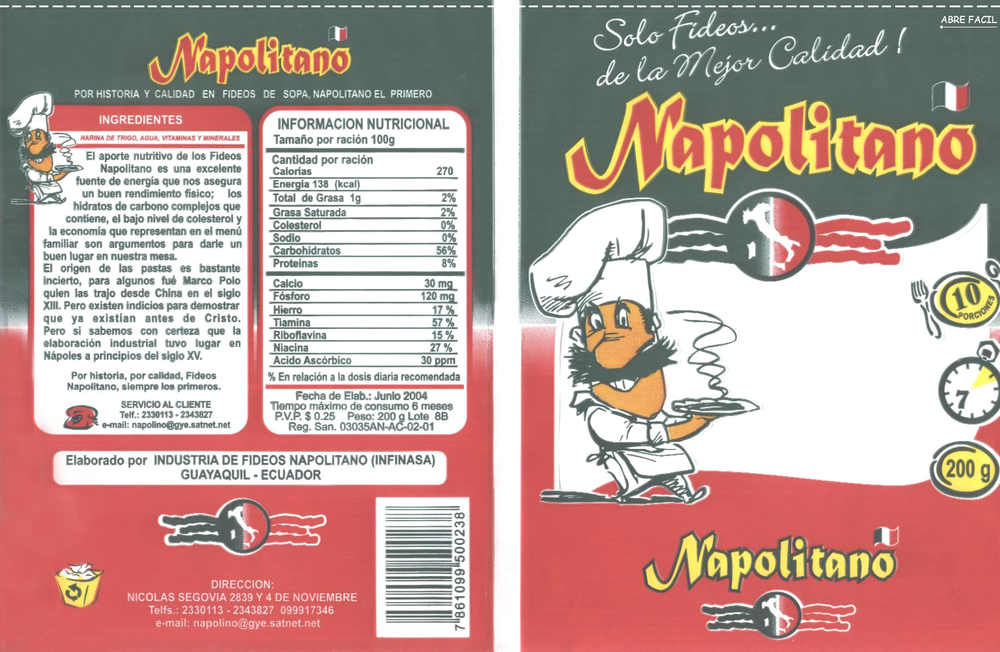 Napolitano
POR HISTORIA Y CALIDAD EN FIDEOS DE SOPA, NAPOLITANO EL PRIMERO
INGREDIENTES
HARINA DE TRIGO, AGUA, VITAMINAS Y MINERALES
El aporte nutritivo de los Fideos
Napolitano es una excelente
fuente de energía que nos asegura
un buen rendimiento físico; los
hidratos de carbono complejos que
contiene, el bajo nivel de colesterol y
la economía que representan en el menú
familiar son argumentos para darle un
buen lugar en nuestra mesa.
El origen de las pastas es bastante
incierto, para algunos fué Marco Polo
quien las trajo desde China en el siglo
XIII. Pero existen indicios para demostrar
que ya existían antes de Cristo.
Pero si sabemos con certeza que la
elaboración industrial tuvo lugar en
Nápoles a principios del siglo XV.
Por historia, por calidad, Fideos
Napolitano, siempre los primeros.
SERVICIO AL CLIENTE
Telf.: 2330113 - 2343827
e-mail: napolino@gye.satnet.net
INFORMACION NUTRICIONAL
Tamaño por ración 100g
Cantidad por ración
Calorías 270
Energía 138 (kcal)
Total de Grasa 1g 2%
Grasa Saturada 2%
Colesterol 0%
Sodio 0%
Carbohidratos 56%
Proteínas 8%
Calcio 30 mg
Fósforo 120 mg
Hierro 17 %
Tiamina 57 %
Riboflavina 15 %
Niacina 27 %
Acido Ascórbico 30 ppm
% En relación a la dosis diaria recomendada
Fecha de Elab.: Junio 2004
Tiempo máximo de consumo 6 meses
P.V.P. $ 0.25 Peso: 200 g Lote 8B
Reg. San. 03035AN-AC-02-01
Elaborado por INDUSTRIA DE FIDEOS NAPOLITANO (INFINASA)
GUAYAQUIL - ECUADOR
DIRECCION:
NICOLAS SEGOVIA 2839 Y 4 DE NOVIEMBRE
Telfs.: 2330113 - 2343827 099917346
e-mail: napolino@gye.satnet.net
7861099500238
Solo Fideos...
de la Mejor Calidad !
ABRE FACIL
Napolitano
10
PORCIONES
7
200 g
Napolitano